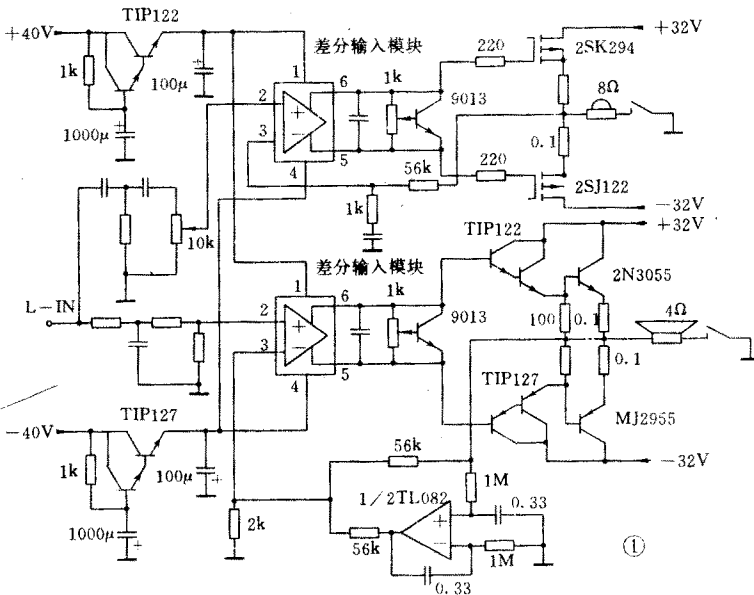 TIP122
+40V
1k
100μ
1000μ
差分输入模块
1
2
3
4
5
6
1k
9013
220
2SK294
+32V
8Ω
0.1
56k
220
2SJ122
-32V
1k
10k
+32V
TIP122
差分输入模块
1
2
3
4
5
6
1k
9013
2N3055
100
0.1
4Ω
0.1
L-IN
TIP127
MJ2955
-32V
TIP127
-40V
1k
100μ
1000μ
2k
56k
56k
1/2TL082
1M
0.33
1M
0.33
①